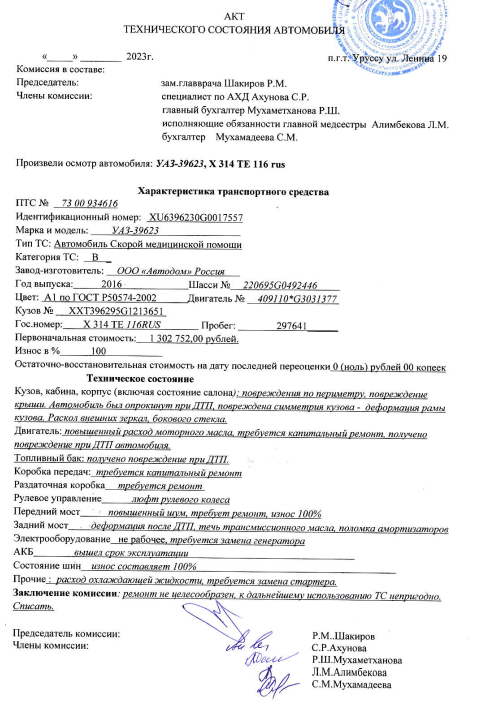 АКТ
ТЕХНИЧЕСКОГО СОСТОЯНИЯ АВТОМОБИЛЯ
«_____» ________ 2023г. п.г.т. Уруссу ул. Ленина 19
Комиссия в составе:
Председатель: зам.главврача Шакиров Р.М.
Члены комиссии: специалист по АХД Ахунова С.Р.
главный бухгалтер Мухаметханова Р.Ш.
исполняющие обязанности главной медсестры Алимбекова Л.М.
бухгалтер Мухамадеева С.М.
Произвели осмотр автомобиля: УАЗ-39623, Х 314 ТЕ 116 rus
Характеристика транспортного средства
ПТС № 73 00 934616
Идентификационный номер: XU6396230G0017557
Марка и модель: УАЗ-39623
Тип ТС: Автомобиль Скорой медицинской помощи
Категория ТС: В
Завод-изготовитель: ООО «Автодом» Россия
Год выпуска: 2016 Шасси № 220695G0492446
Цвет: А1 по ГОСТ Р50574-2002 Двигатель № 409110*G3031377
Кузов № XXT396295G1213651
Гос.номер: Х 314 ТЕ 116RUS Пробег: 297641
Первоначальная стоимость: 1 302 752,00 рублей.
Износ в % 100
Остаточно-восстановительная стоимость на дату последней переоценки 0 (ноль) рублей 00 копеек
Техническое состояние
Кузов, кабина, корпус (включая состояние салона): повреждения по периметру, повреждение
крыши. Автомобиль был опрокинут при ДТП, повреждена симметрия кузова - деформация рамы
кузова. Раскол внешних зеркал, бокового стекла.
Двигатель: повышенный расход моторного масла, требуется капитальный ремонт, получено
повреждение при ДТП автомобиля.
Топливный бак: получено повреждение при ДТП.
Коробка передач: требуется капитальный ремонт
Раздаточная коробка требуется ремонт
Рулевое управление люфт рулевого колеса
Передний мост повышенный шум, требует ремонт, износ 100%
Задний мост деформация после ДТП, течь трансмиссионного масла, поломка амортизаторов
Электрооборудование не рабочее, требуется замена генератора
АКБ вышел срок эксплуатации
Состояние шин износ составляет 100%
Прочие : расход охлаждающей жидкости, требуется замена стартера.
Заключение комиссии: ремонт не целесообразен, к дальнейшему использованию ТС непригодно.
Списать.
Председатель комиссии: Р.М..Шакиров
Члены комиссии: С.Р.Ахунова
Р.Ш.Мухаметханова
Л.М.Алимбекова
С.М.Мухамадеева